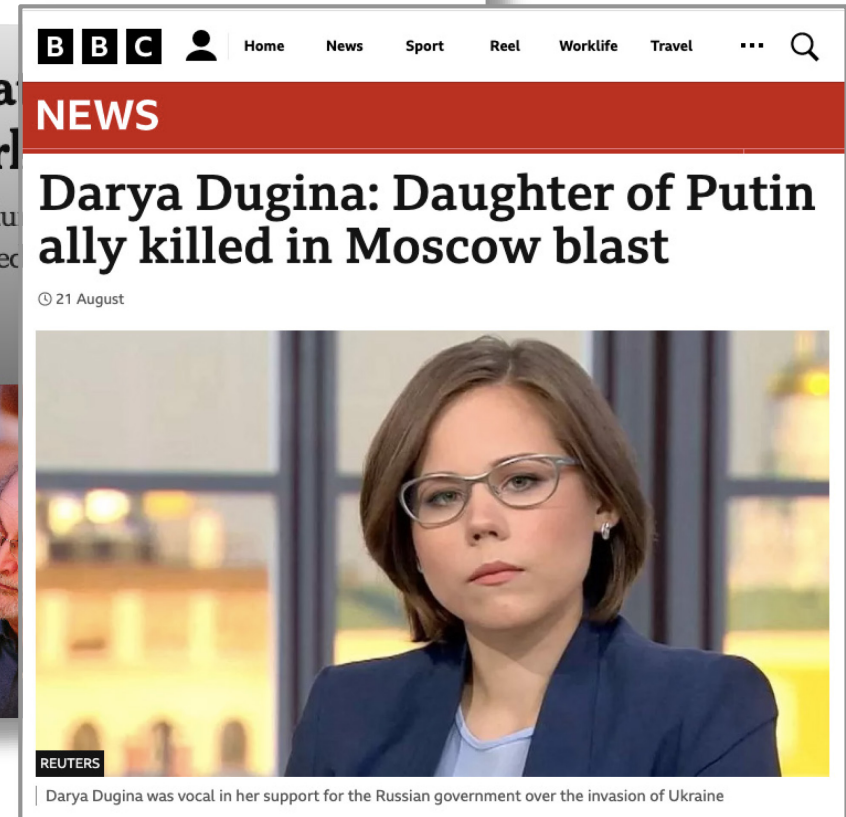 BBC
Home News Sport Reel Worklife Travel
NEWS
Darya Dugina: Daughter of Putin
ally killed in Moscow blast
21 August
REUTERS
Darya Dugina was vocal in her support for the Russian government over the invasion of Ukraine